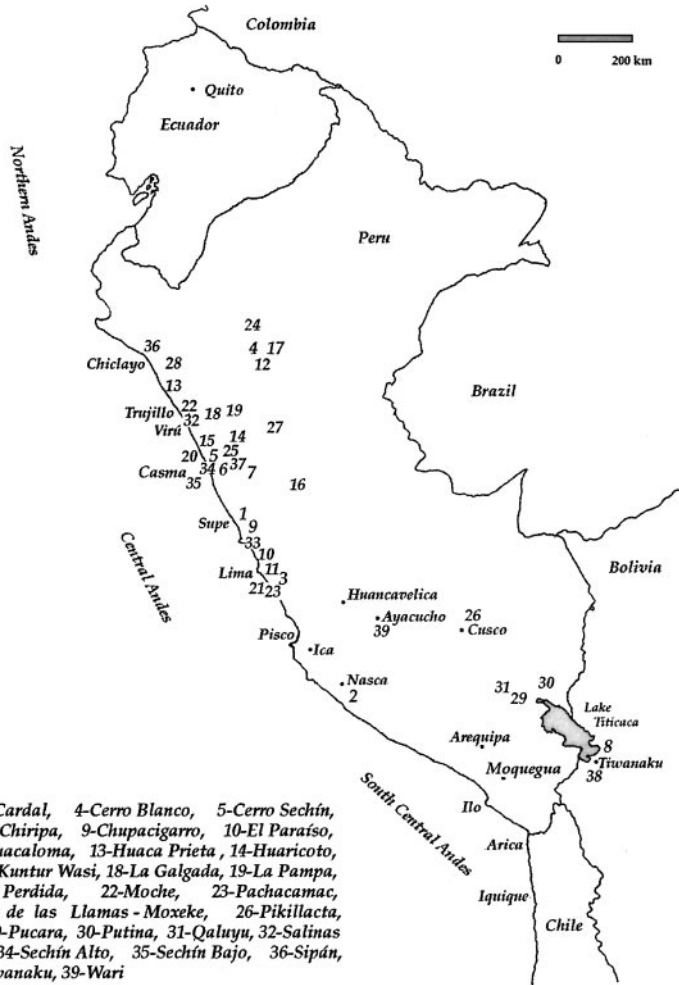 Colombia
0 200 km
Quito
Ecuador
Northern Andes
Peru
24
36
4 17
Chiclayo
28
12
13
Brazil
22
19
Trujillo
18
32
Virú
27
15
14
25
20
5
34 6 37
Casma
7
35
16
1
Supe
9
33
Central Andes
10
Bolivia
11
Lima
3
21 23
Huancavelica
26
Ayacucho
39
Cusco
Pisco
Ica
Nasca
2
31
30
29
Lake
Titicaca
8
Arequipa
Tiwanaku
38
Moquegua
South Central Andes
Ilo
Arica
Iquique
Chile
Cardal, 4-Cerro Blanco, 5-Cerro Sechín,
Chiripa, 9-Chupacigarro, 10-El Paraíso,
uacaloma, 13-Huaca Prieta , 14-Huaricoto,
Kuntur Wasi, 18-La Galgada, 19-La Pampa,
Perdida, 22-Moche, 23-Pachacamac,
de las Llamas - Moxeke, 26-Pikillacta,
-Pucara, 30-Putina, 31-Qaluyu, 32-Salinas
34-Sechín Alto, 35-Sechín Bajo, 36-Sipán,
wanaku, 39-Wari